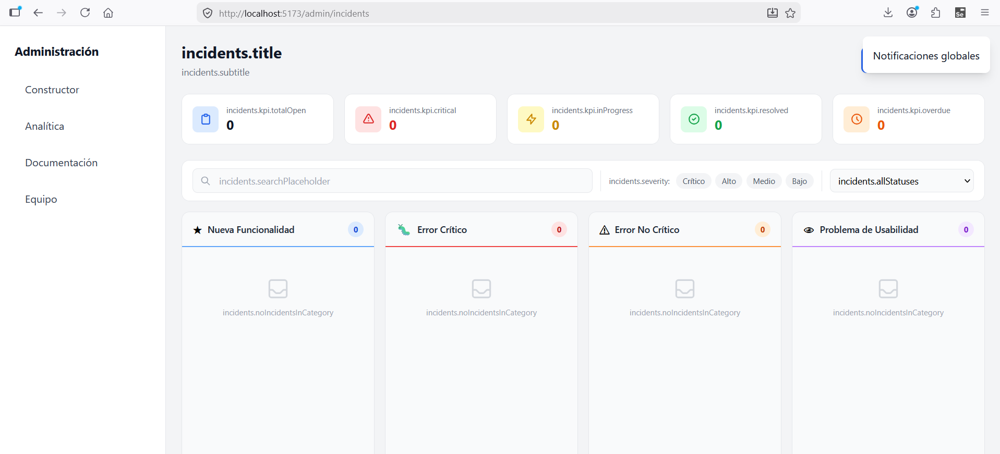 http://localhost:5173/admin/incidents
Se
Administración
Constructor
Analítica
Documentación
Equipo
incidents.title
incidents.subtitle
Notificaciones globales
incidents.kpi.totalOpen
0
incidents.kpi.critical
0
incidents.kpi.inProgress
0
incidents.kpi.resolved
0
incidents.kpi.overdue
0
incidents.searchPlaceholder
incidents.severity:
Crítico
Alto
Medio
Bajo
incidents.allStatuses
Nueva Funcionalidad
0
Error Crítico
0
Error No Crítico
0
Problema de Usabilidad
0
incidents.noIncidentsInCategory
incidents.noIncidentsInCategory
incidents.noIncidentsInCategory
incidents.noIncidentsInCategory